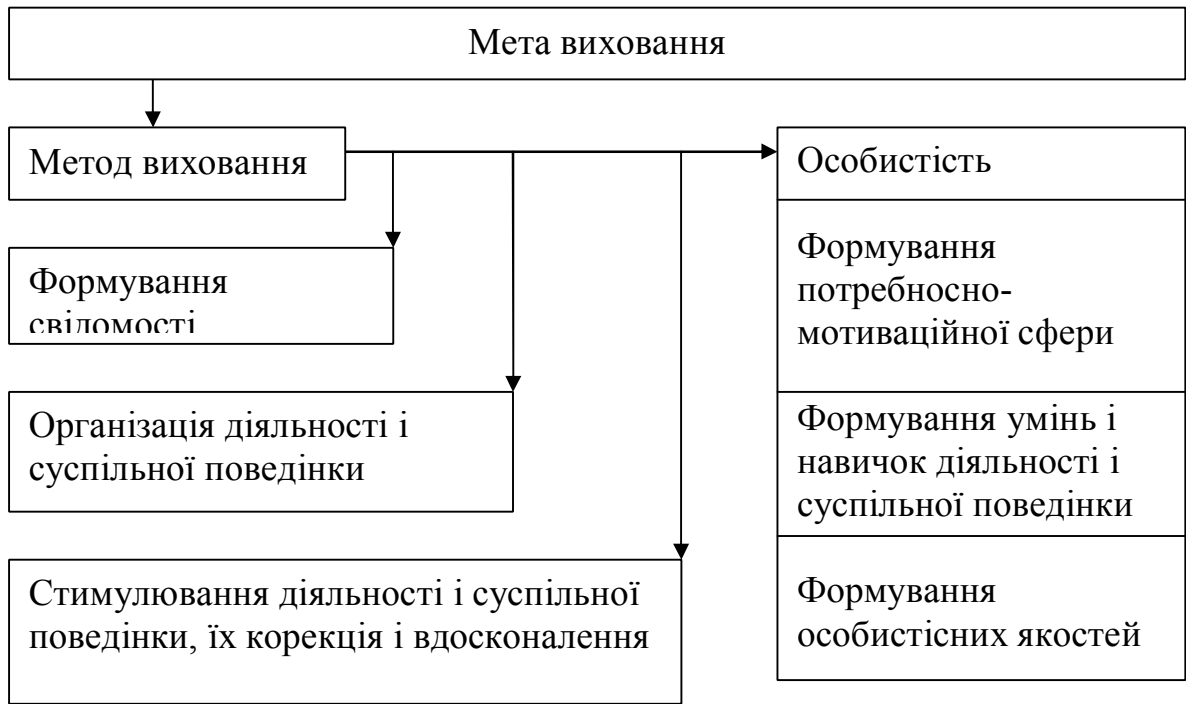 Мета виховання
Метод виховання
Формування
свідомості
Організація діяльності і
суспільної поведінки
Стимулювання діяльності і суспільної
поведінки, їх корекція і вдосконалення
Особистість
Формування
потребносно-
мотиваційної сфери
Формування умінь і
навичок діяльності і
суспільної поведінки
Формування
особистісних якостей